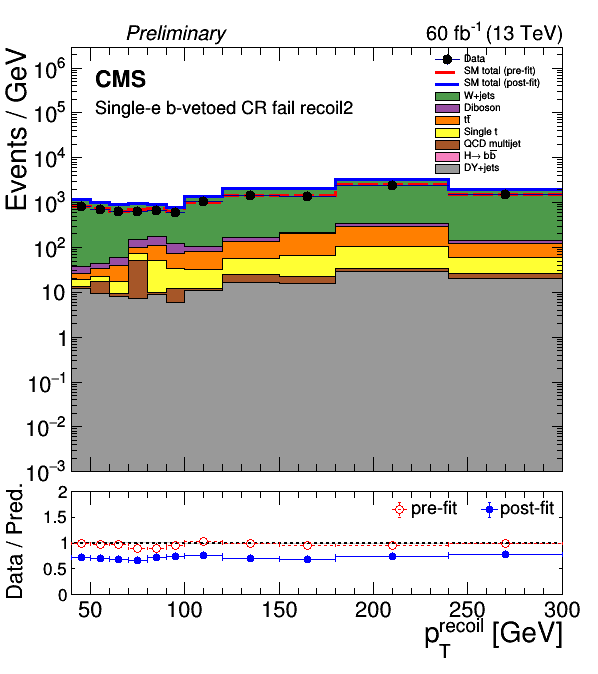 Preliminary 60 fb⁻¹ (13 TeV)
CMS
Single-e b-vetoed CR fail recoil2
Data
SM total (pre-fit)
SM total (post-fit)
W+jets
Diboson
tt̅
Single t
QCD multijet
H→ bb̅
DY+jets
Events / GeV
10⁶
10⁵
10⁴
10³
10²
10
1
10⁻¹
10⁻²
10⁻³
pre-fit post-fit
Data / Pred.
2
1.5
1
0.5
0
50 100 150 200 250 300
p_T^recoil [GeV]